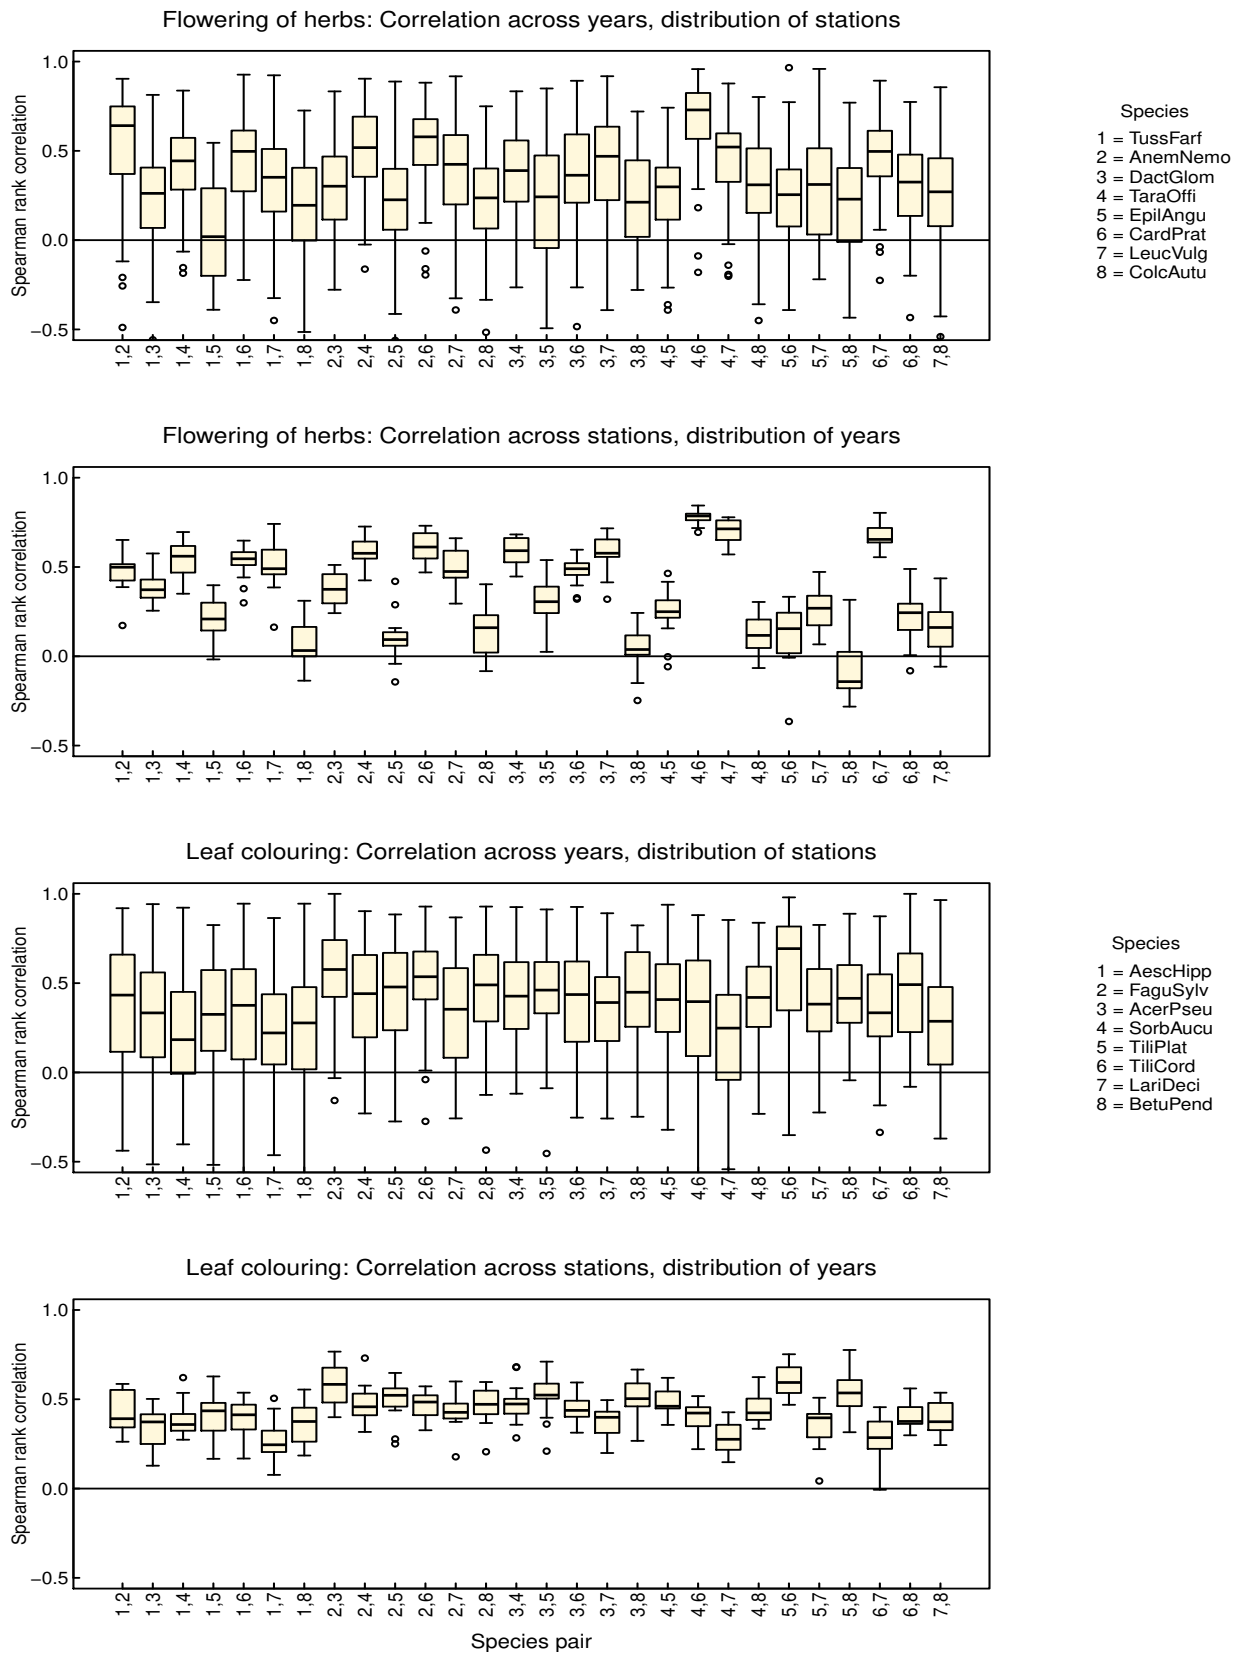 Flowering of herbs: Correlation across years, distribution of stations
Spearman rank correlation
1.0
0.5
0.0
−0.5
1,2 1,3 1,4 1,5 1,6 1,7 1,8 2,3 2,4 2,5 2,6 2,7 2,8 3,4 3,5 3,6 3,7 3,8 4,5 4,6 4,7 4,8 5,6 5,7 5,8 6,7 6,8 7,8
Species
1 = TussFarf
2 = AnemNemo
3 = DactGlom
4 = TaraOffi
5 = EpilAngu
6 = CardPrat
7 = LeucVulg
8 = ColcAutu
Flowering of herbs: Correlation across stations, distribution of years
Spearman rank correlation
1.0
0.5
0.0
−0.5
1,2 1,3 1,4 1,5 1,6 1,7 1,8 2,3 2,4 2,5 2,6 2,7 2,8 3,4 3,5 3,6 3,7 3,8 4,5 4,6 4,7 4,8 5,6 5,7 5,8 6,7 6,8 7,8
Leaf colouring: Correlation across years, distribution of stations
Spearman rank correlation
1.0
0.5
0.0
−0.5
1,2 1,3 1,4 1,5 1,6 1,7 1,8 2,3 2,4 2,5 2,6 2,7 2,8 3,4 3,5 3,6 3,7 3,8 4,5 4,6 4,7 4,8 5,6 5,7 5,8 6,7 6,8 7,8
Species
1 = AescHipp
2 = FaguSylv
3 = AcerPseu
4 = SorbAucu
5 = TiliPlat
6 = TiliCord
7 = LariDeci
8 = BetuPend
Leaf colouring: Correlation across stations, distribution of years
Spearman rank correlation
1.0
0.5
0.0
−0.5
1,2 1,3 1,4 1,5 1,6 1,7 1,8 2,3 2,4 2,5 2,6 2,7 2,8 3,4 3,5 3,6 3,7 3,8 4,5 4,6 4,7 4,8 5,6 5,7 5,8 6,7 6,8 7,8
Species pair